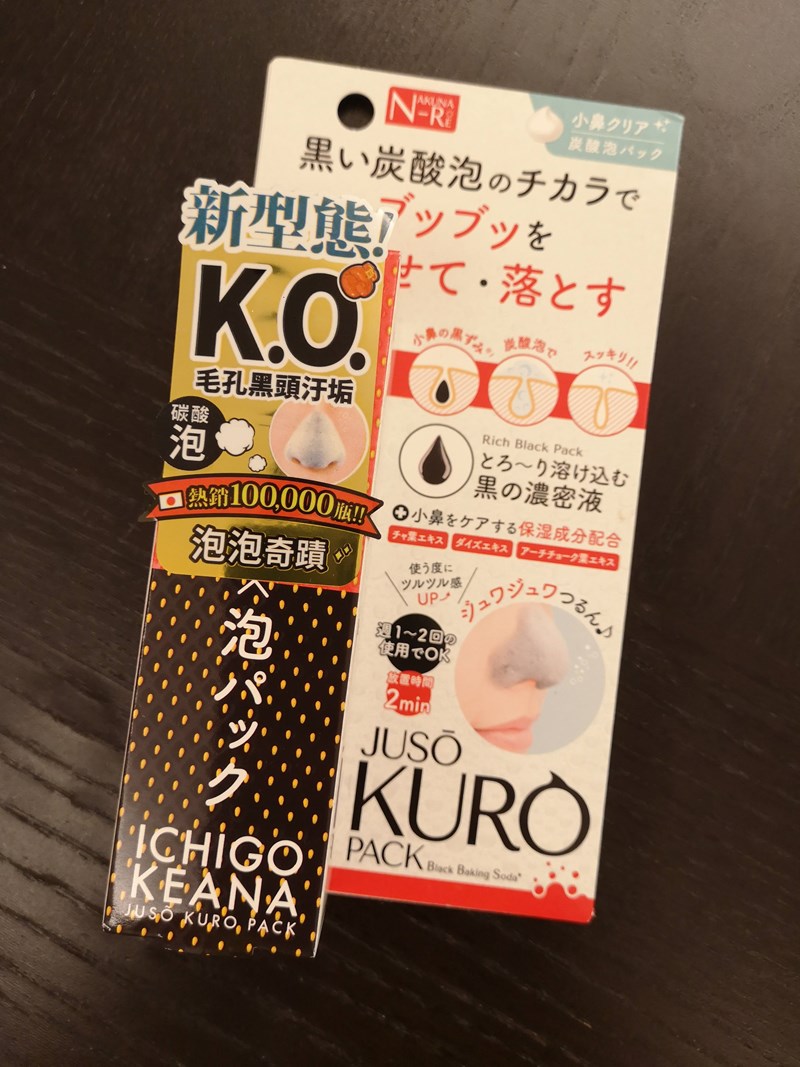 NAKUNA-RE
小鼻クリア
炭酸泡パック
黒い炭酸泡のチカラで
ブツブツを
せて・落とす
小鼻の黒ずみ
炭酸泡で
スッキリ!!
Rich Black Pack
とろ〜り溶け込む
黒の濃密液
小鼻をケアする保湿成分配合
チャ葉エキス
ダイズエキス
アーチチョーク葉エキス
使う度に
ツルツル感
UP
ジュワジュワつるん♪
週1〜2回の
使用でOK
放置時間
2min
JUSŌ
KURO
PACK
Black Baking Soda*
新型態!
K.O.
毛孔黑頭汙垢
碳酸
泡
熱銷100,000瓶!!
泡泡奇蹟
×泡パック
ICHIGO
KEANA
JUSŌ KURO PACK